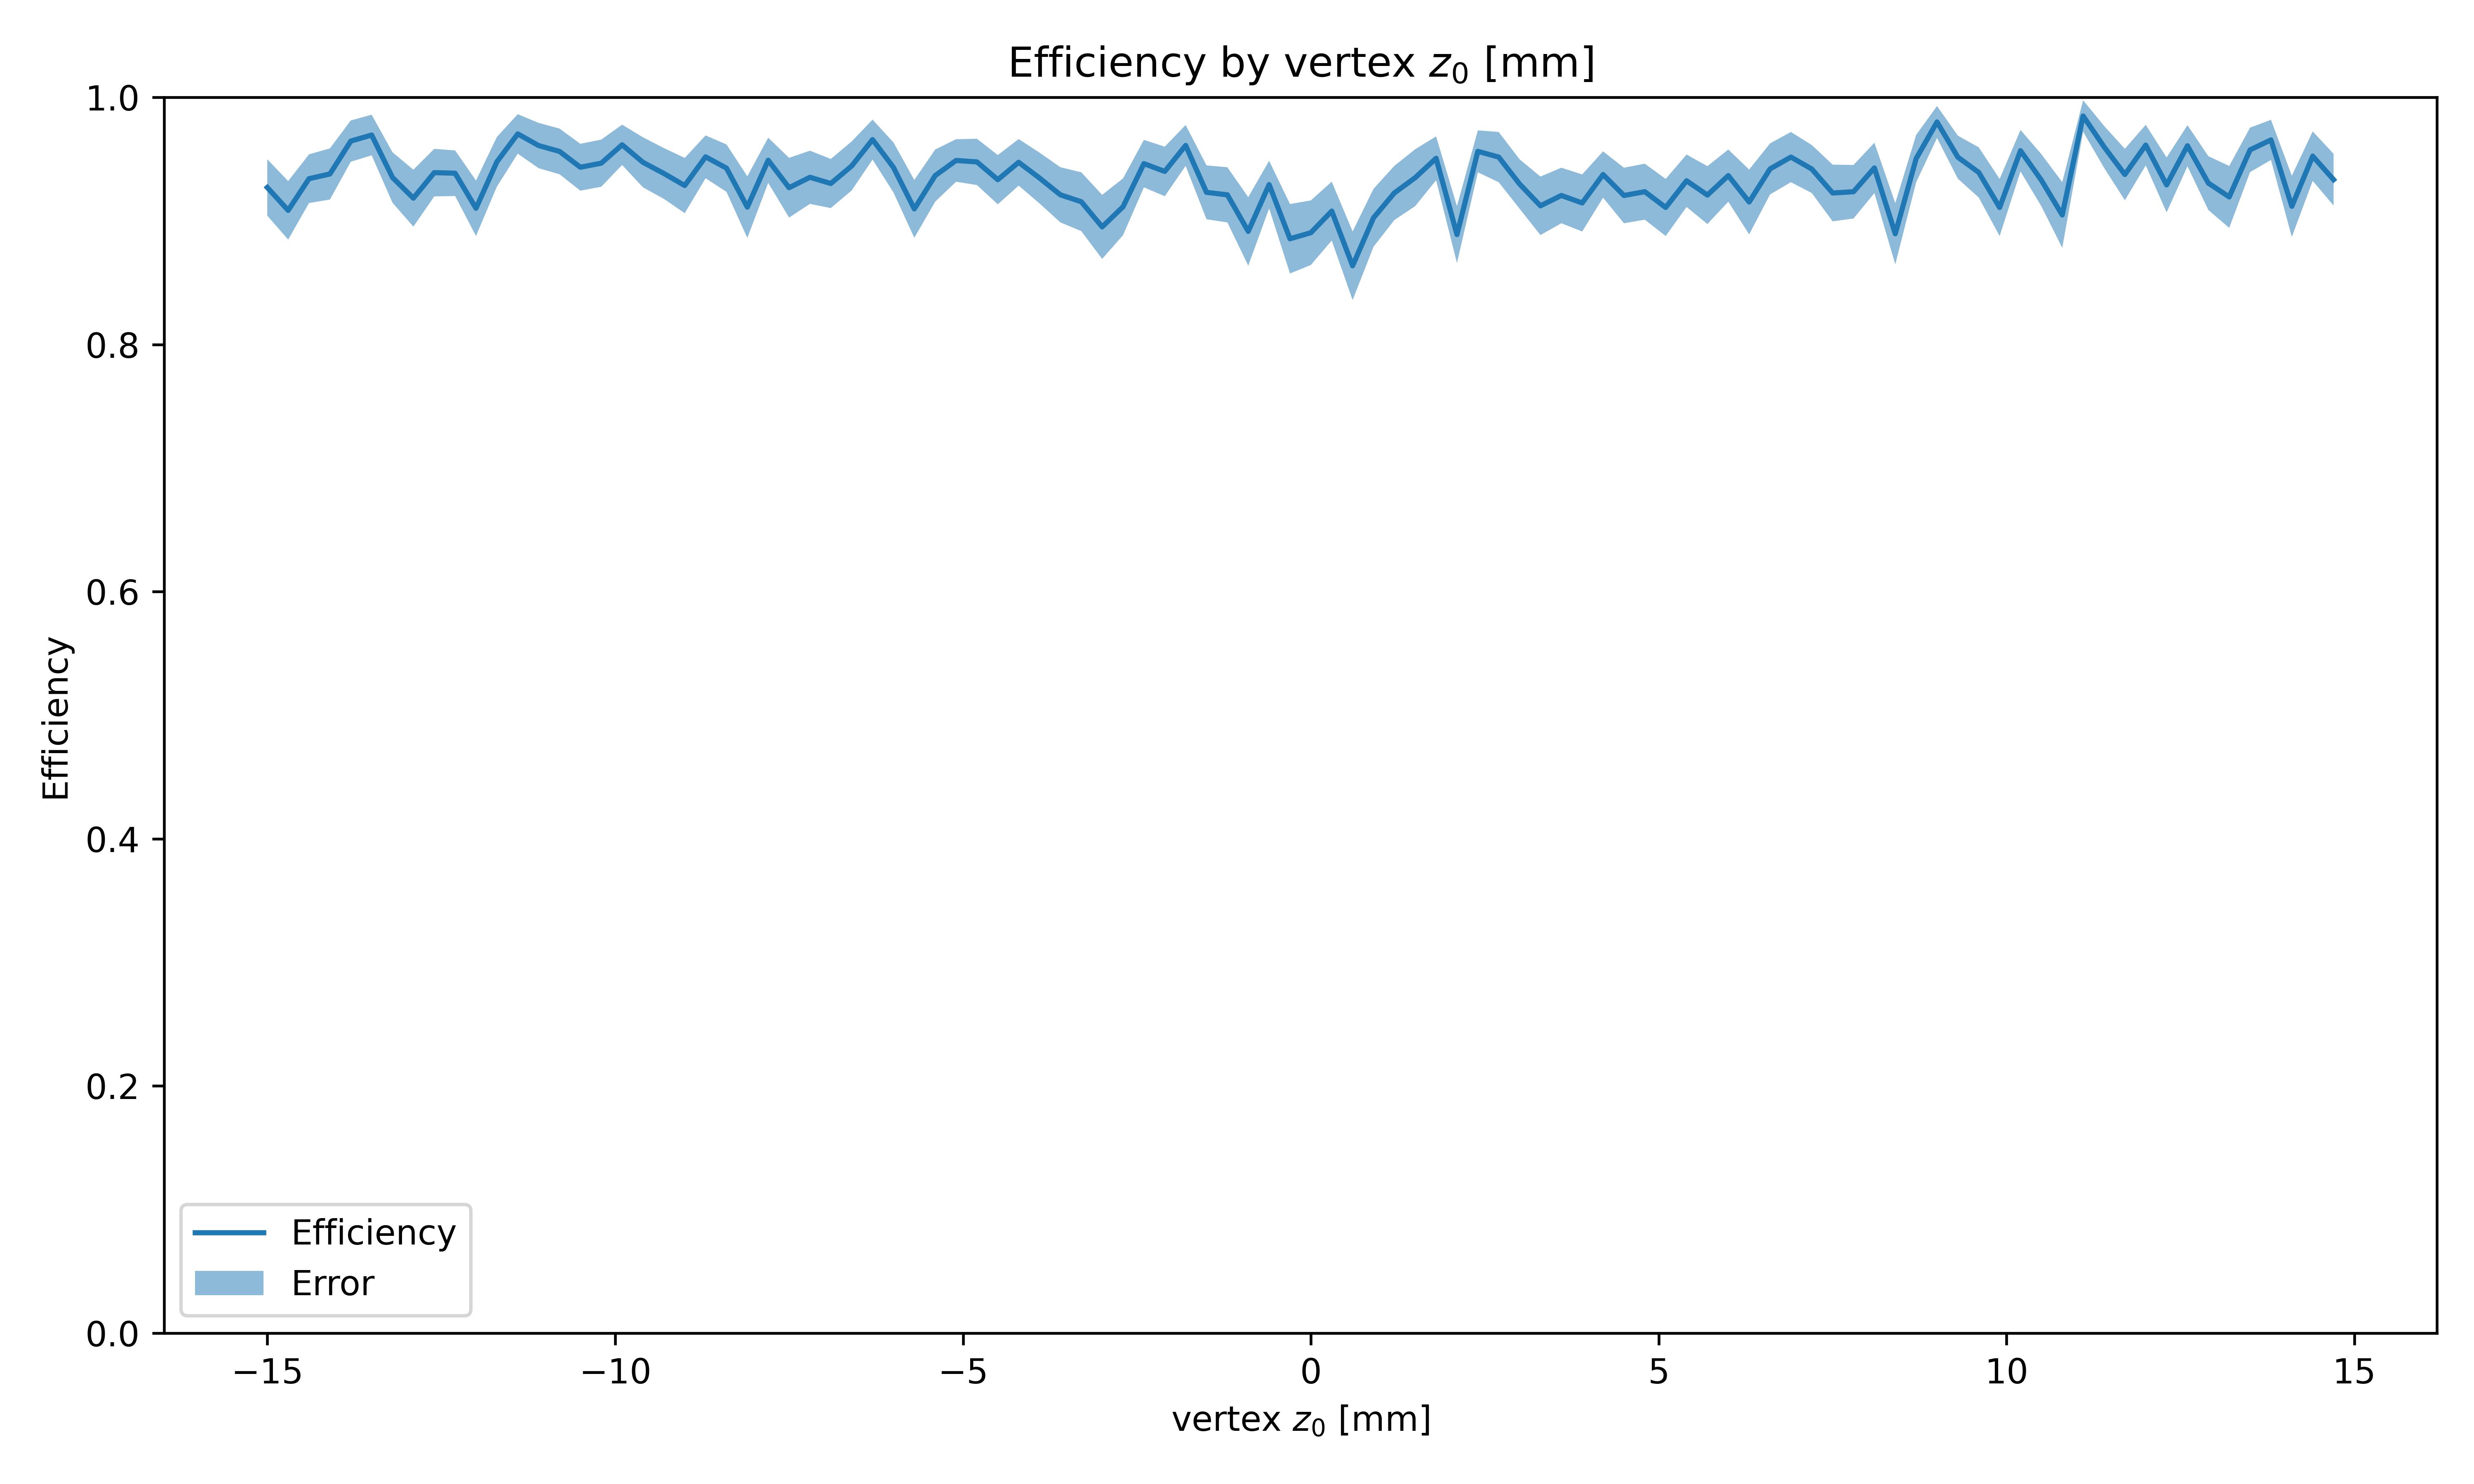 Efficiency by vertex z₀ [mm]
1.0
0.8
0.6
0.4
0.2
0.0
Efficiency
Efficiency
Error
−15
−10
−5
0
5
10
15
vertex z₀ [mm]